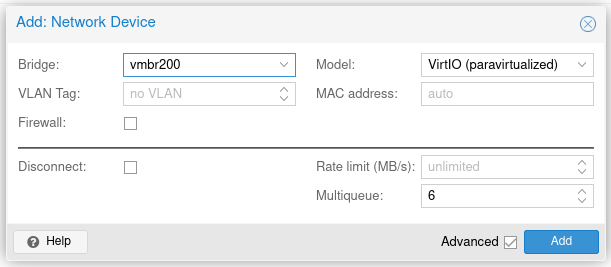 Add: Network Device
Bridge: vmbr200 Model: VirtIO (paravirtualized)
VLAN Tag: no VLAN MAC address: auto
Firewall:
Disconnect: Rate limit (MB/s): unlimited
Multiqueue: 6
? Help Advanced Add